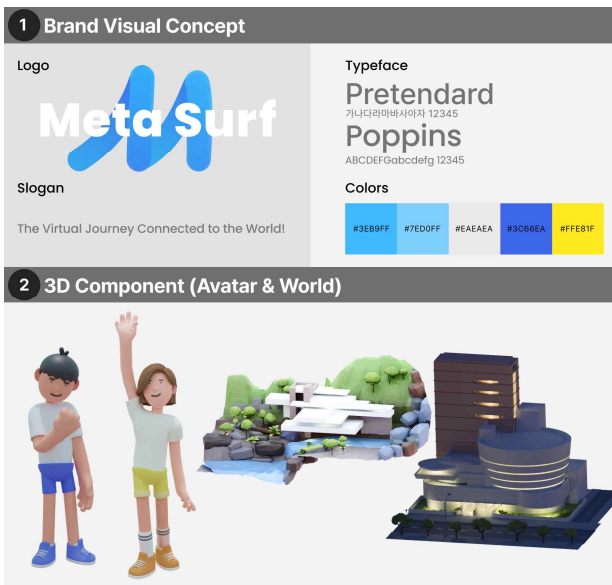 1 Brand Visual Concept
Logo
Meta Surf
Slogan
The Virtual Journey Connected to the World!
Typeface
Pretendard
가나다라마바사아자 12345
Poppins
ABCDEFGabcdefg 12345
Colors
#3EB9FF #7ED0FF #EAEAEA #3C66EA #FFE81F
2 3D Component (Avatar & World)